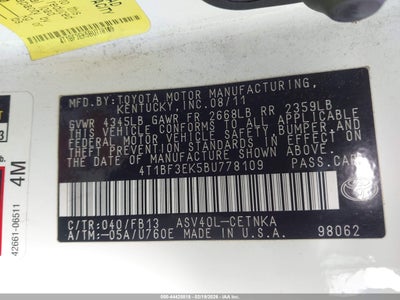 MFD.BY:TOYOTA MOTOR MANUFACTURING,
KENTUCKY, INC. 08/11
GVWR 4345LB GAWR FR 2668LB RR 2359LB
THIS VEHICLE CONFORMS TO ALL APPLICABLE
FEDERAL MOTOR VEHICLE SAFETY, BUMPER, AND
THEFT PREVENTION STANDARDS IN EFFECT ON
THE DATE OF MANUFACTURE SHOWN ABOVE.
4T1BF3EK5BU778109
PASS. CAR
C/TR:040/FB13 ASV40L-CETNKA
A/TM:-05A/U760E MADE IN U.S.A. 98062
4M
42661-06511